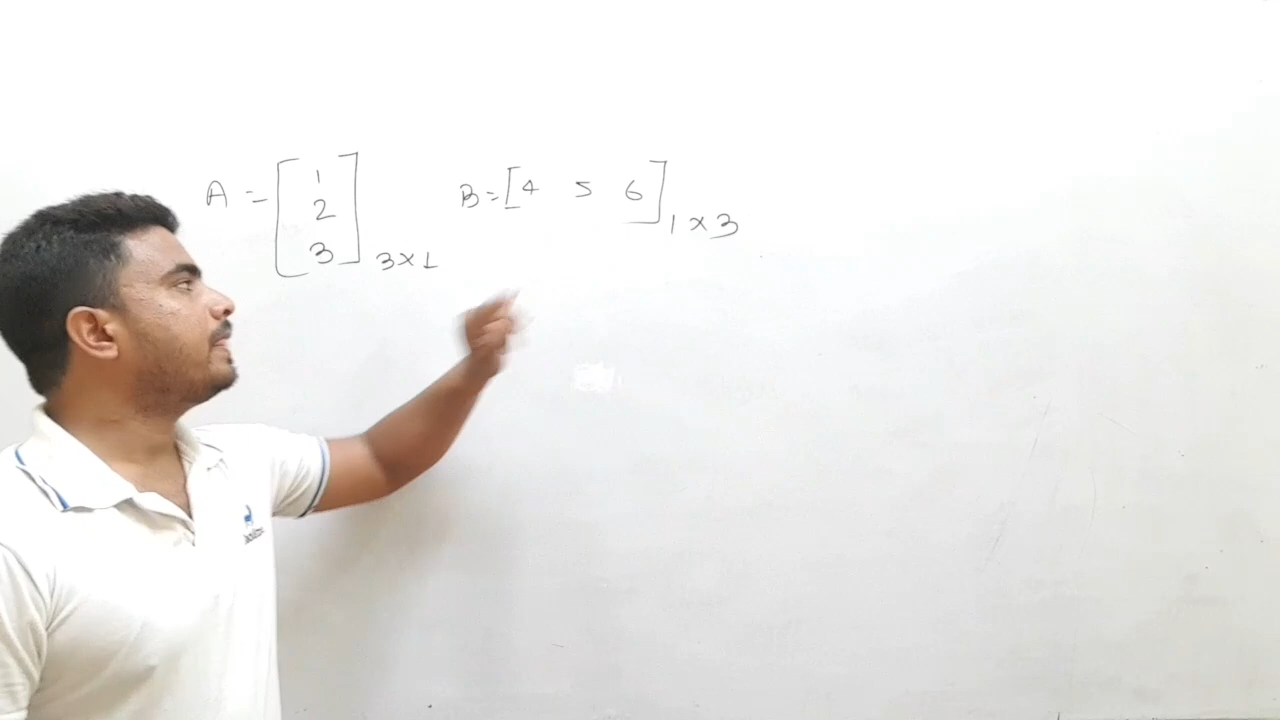 A = [1 2 3] 3×1
B = [4 5 6] 1×3